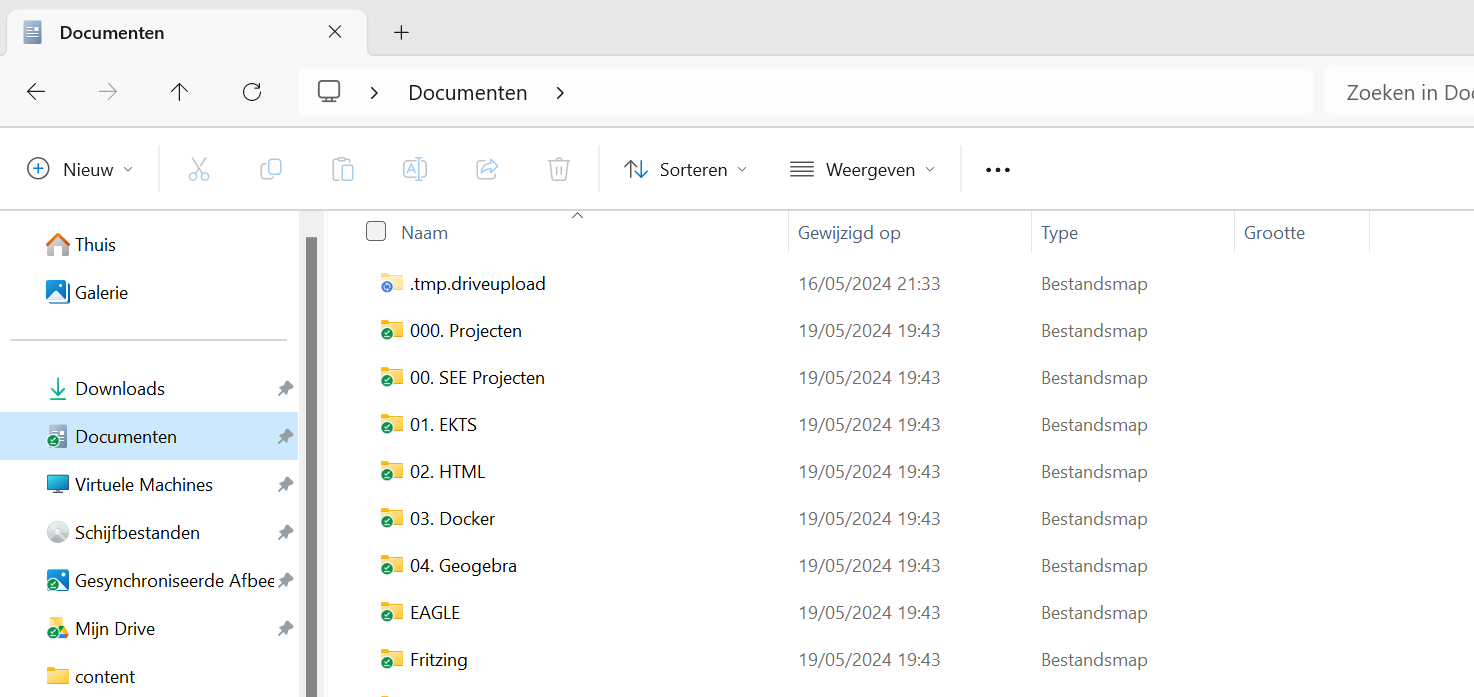 Documenten
Documenten
Zoeken in Doc
Nieuw
Sorteren
Weergeven
Thuis
Galerie
Downloads
Documenten
Virtuele Machines
Schijfbestanden
Gesynchroniseerde Afbee
Mijn Drive
content
Naam Gewijzigd op Type Grootte
.tmp.driveupload 16/05/2024 21:33 Bestandsmap
000. Projecten 19/05/2024 19:43 Bestandsmap
00. SEE Projecten 19/05/2024 19:43 Bestandsmap
01. EKTS 19/05/2024 19:43 Bestandsmap
02. HTML 19/05/2024 19:43 Bestandsmap
03. Docker 19/05/2024 19:43 Bestandsmap
04. Geogebra 19/05/2024 19:43 Bestandsmap
EAGLE 19/05/2024 19:43 Bestandsmap
Fritzing 19/05/2024 19:43 Bestandsmap